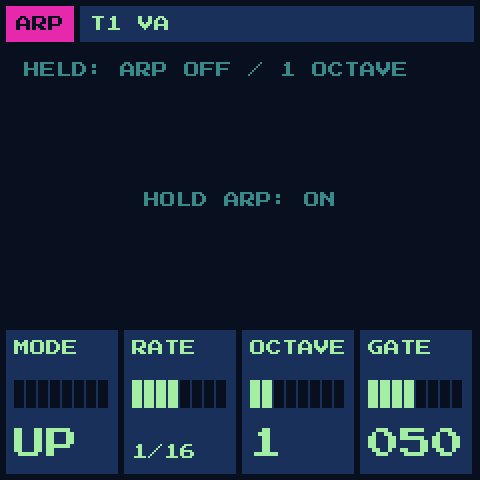 ARP T1 VA
HELD: ARP OFF / 1 OCTAVE
HOLD ARP: ON
MODE RATE OCTAVE GATE
UP 1/16 1 050